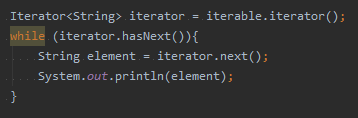 Iterator<String> iterator = iterable.iterator();
while (iterator.hasNext()){
    String element = iterator.next();
    System.out.println(element);
}